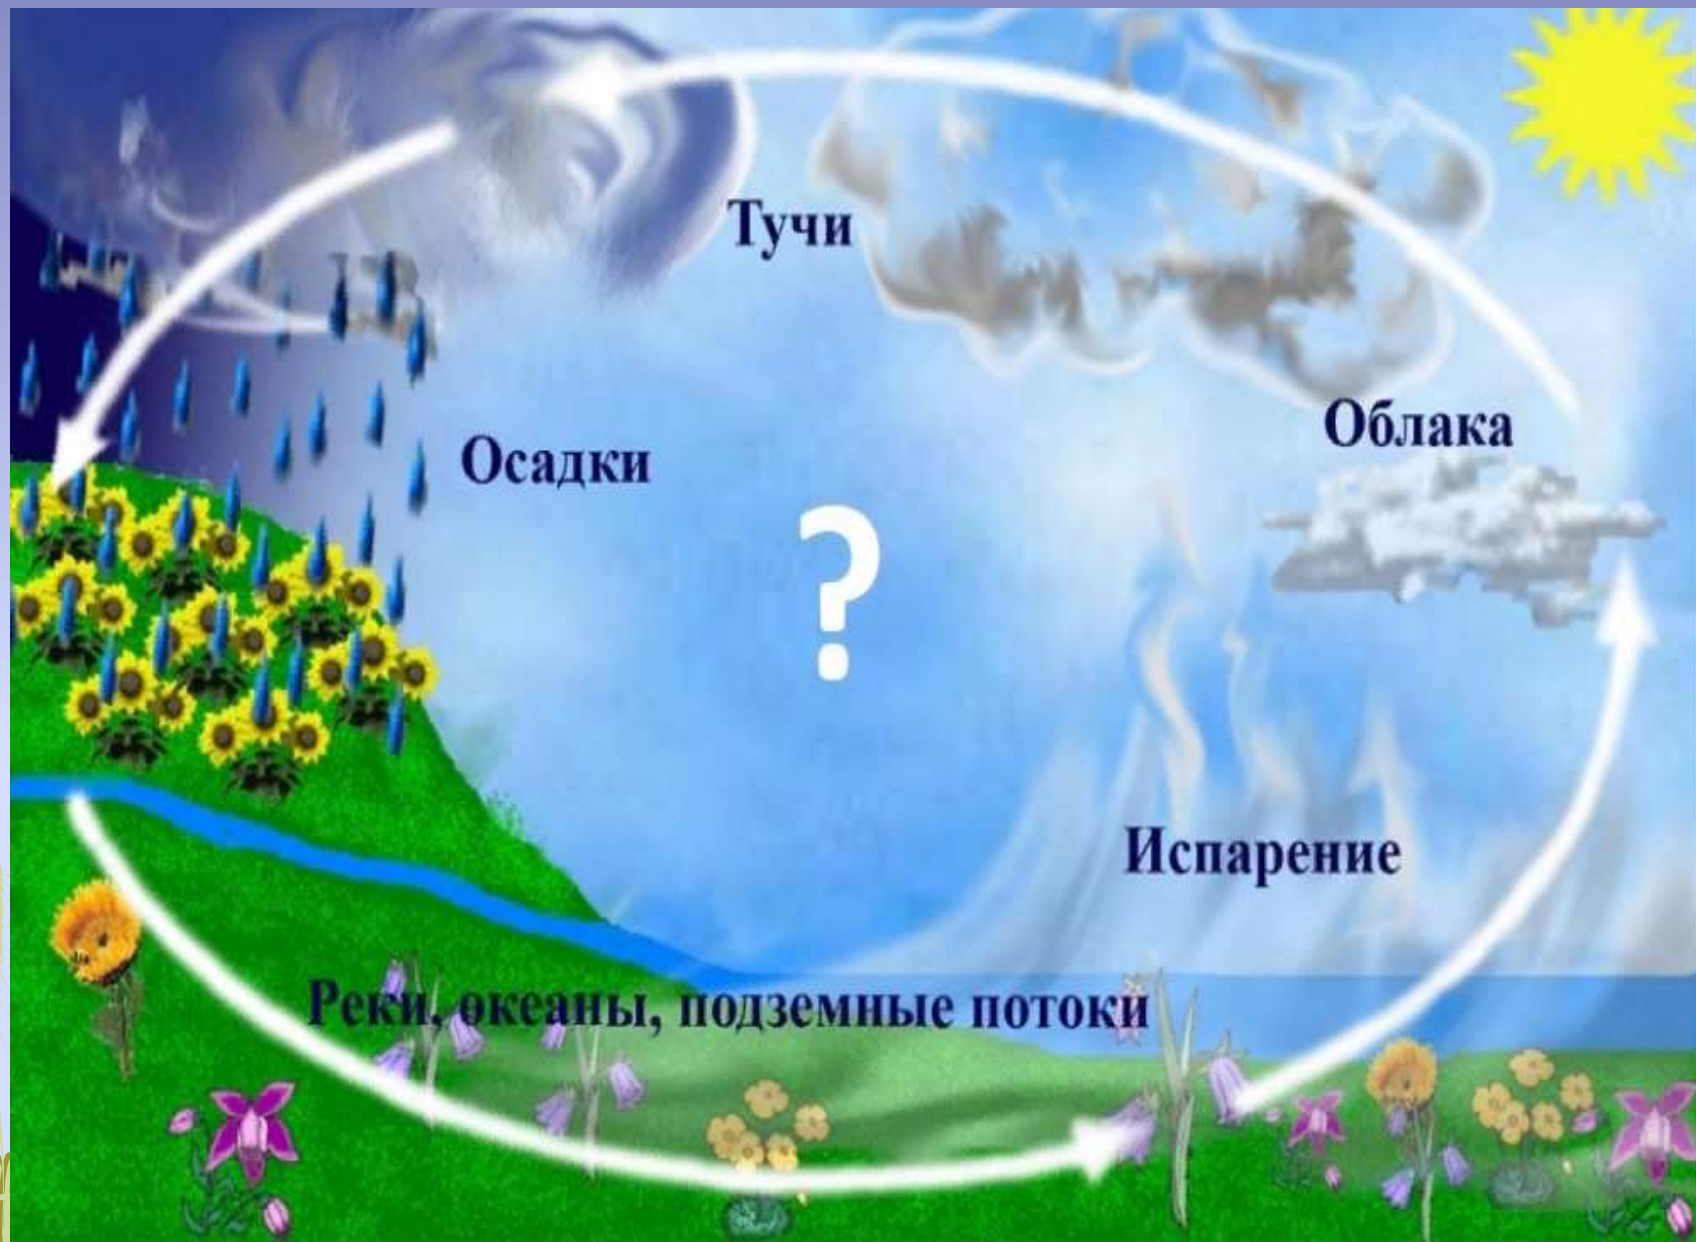 Тучи
Облака
Осадки
?
Испарение
Реки, океаны, подземные потоки